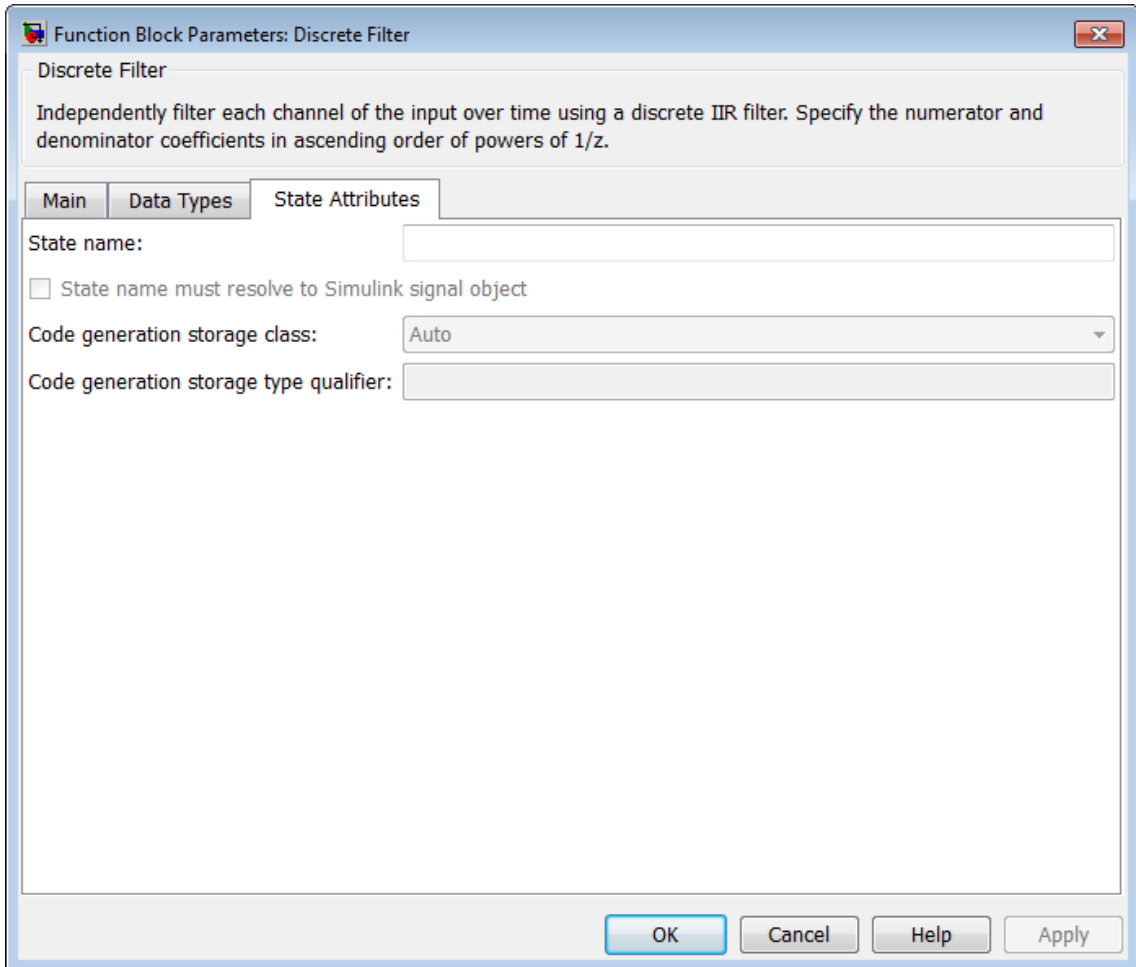 Function Block Parameters: Discrete Filter
Discrete Filter
Independently filter each channel of the input over time using a discrete IIR filter. Specify the numerator and
denominator coefficients in ascending order of powers of 1/z.
Main Data Types State Attributes
State name:
State name must resolve to Simulink signal object
Code generation storage class: Auto
Code generation storage type qualifier:
OK Cancel Help Apply